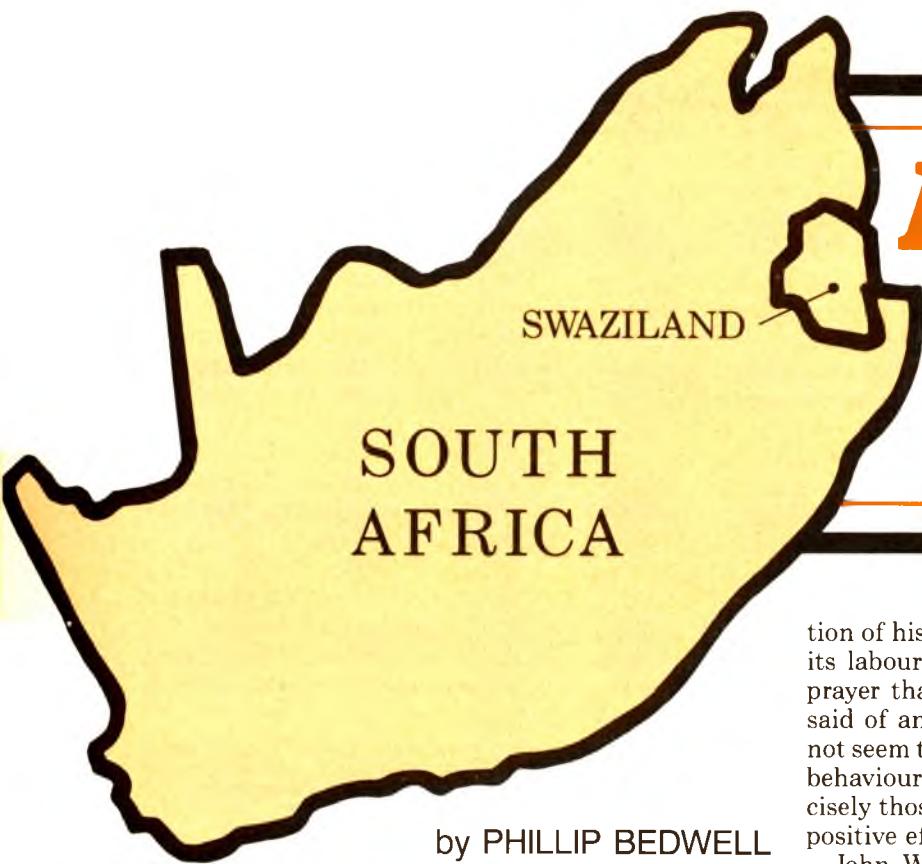 SWAZILAND
SOUTH
AFRICA
by PHILLIP BEDWELL
tion of his
its labour
prayer tha
said of an
not seem t
behaviour
cisely thos
positive ef
John W